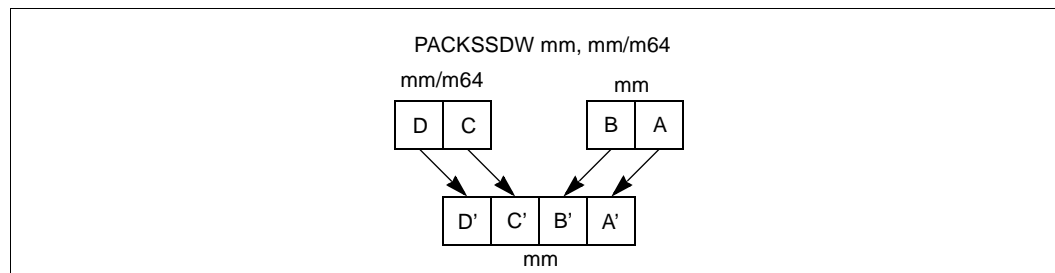 PACKSSDW mm, mm/m64
mm/m64 mm
D C B A
D’ C’ B’ A’
mm